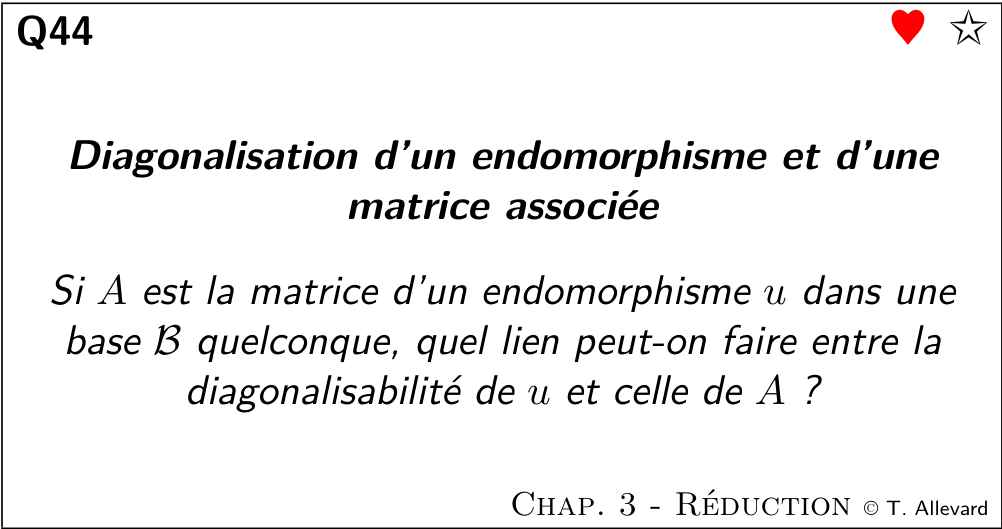 Q44
Diagonalisation d'un endomorphisme et d'une
matrice associée
Si A est la matrice d'un endomorphisme u dans une
base ℬ quelconque, quel lien peut-on faire entre la
diagonalisabilité de u et celle de A ?
Chap. 3 - Réduction © T. Allevard